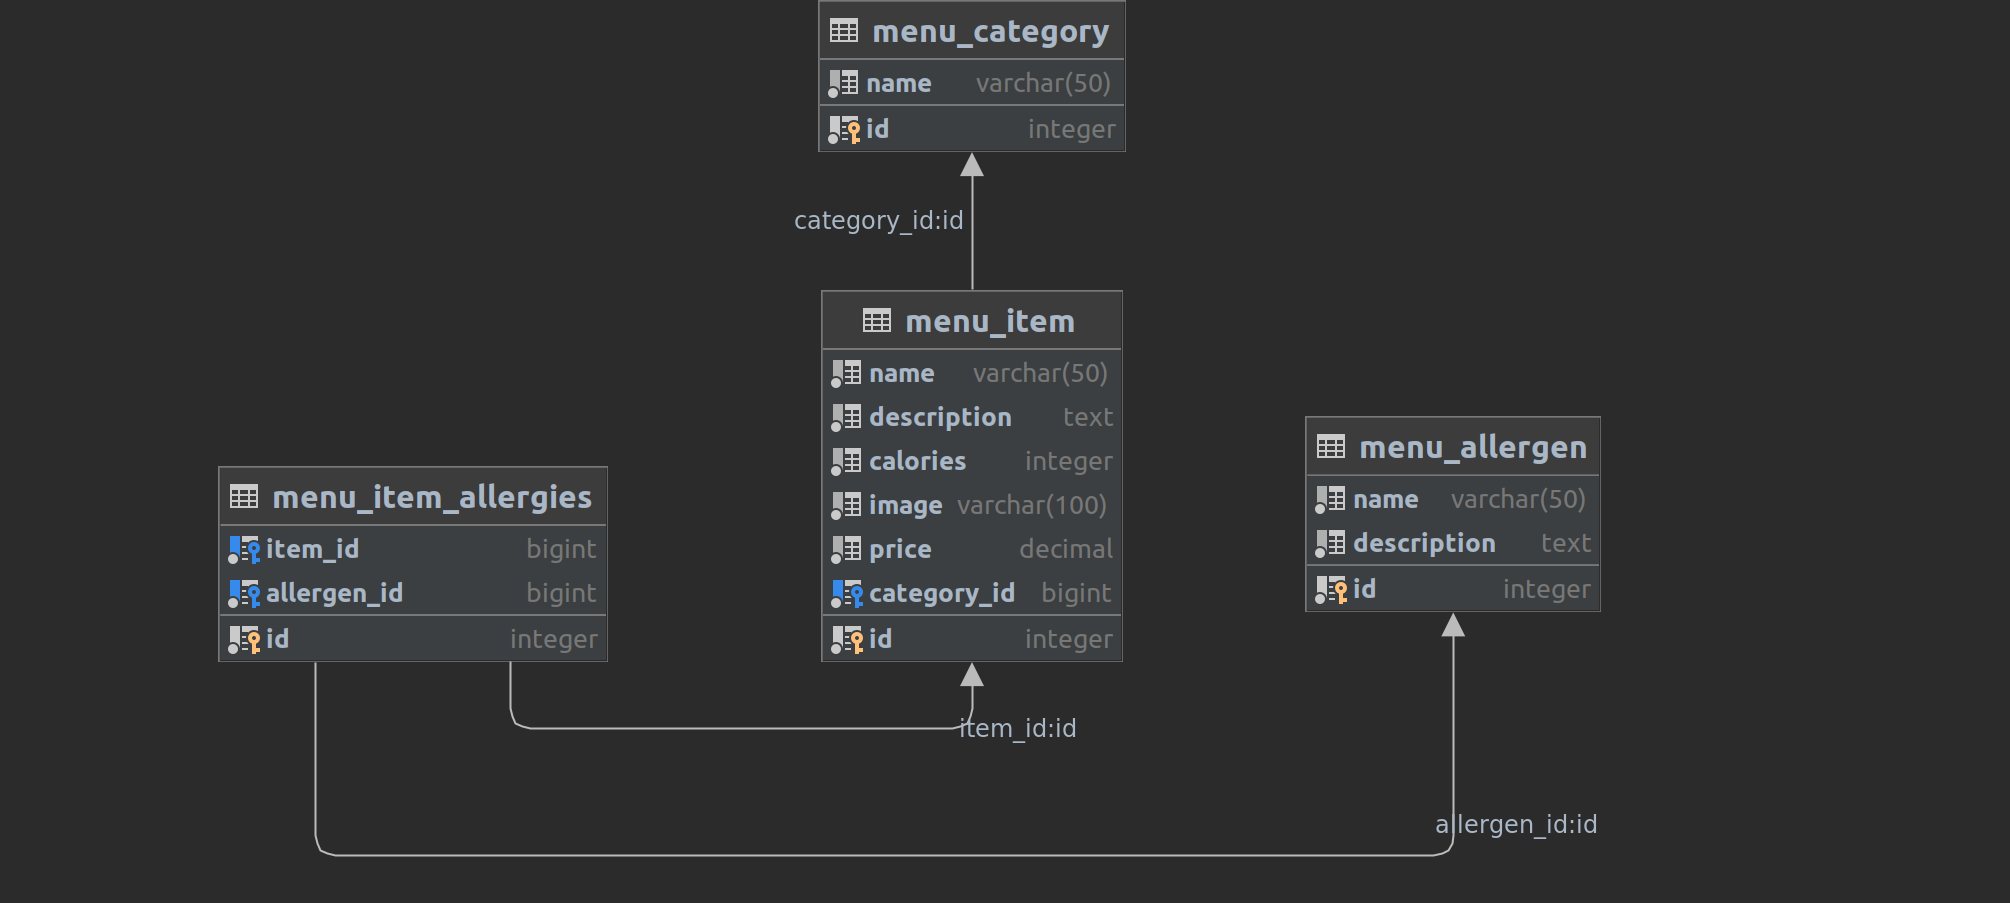 menu_category
name varchar(50)
id integer
category_id:id
menu_item
name varchar(50)
description text
calories integer
image varchar(100)
price decimal
category_id bigint
id integer
menu_item_allergies
item_id bigint
allergen_id bigint
id integer
menu_allergen
name varchar(50)
description text
id integer
item_id:id
allergen_id:id